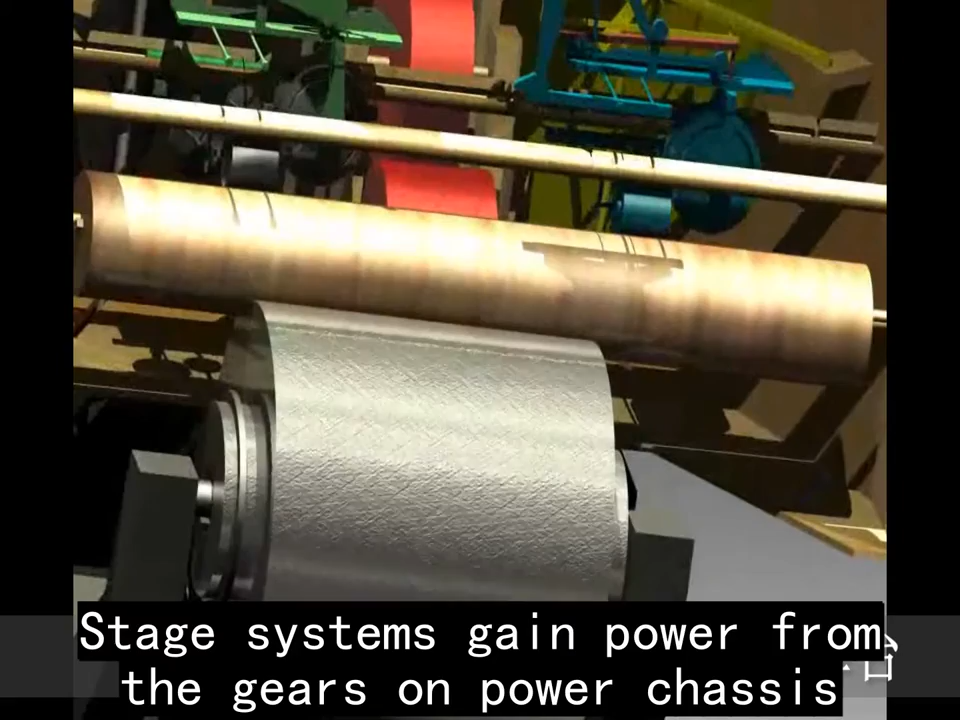 Stage systems gain power from
the gears on power chassis